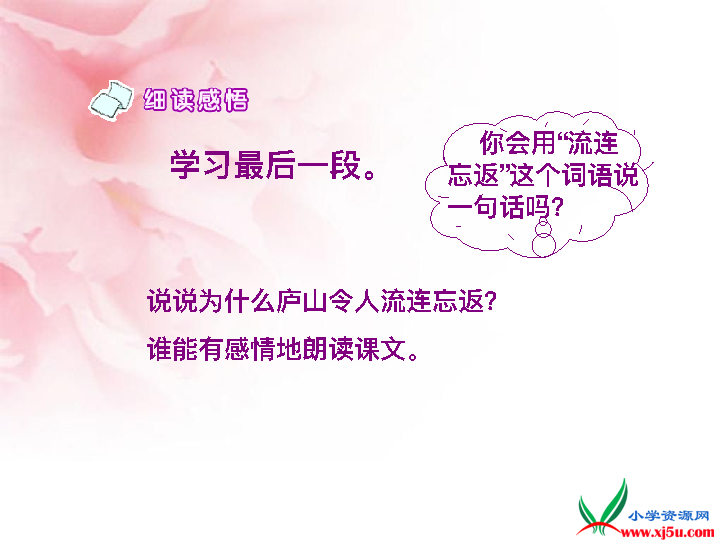 细读感悟
学习最后一段。
你会用“流连
忘返”这个词语说
一句话吗?
说说为什么庐山令人流连忘返?
谁能有感情地朗读课文。
小学资源网
www.xj5u.com